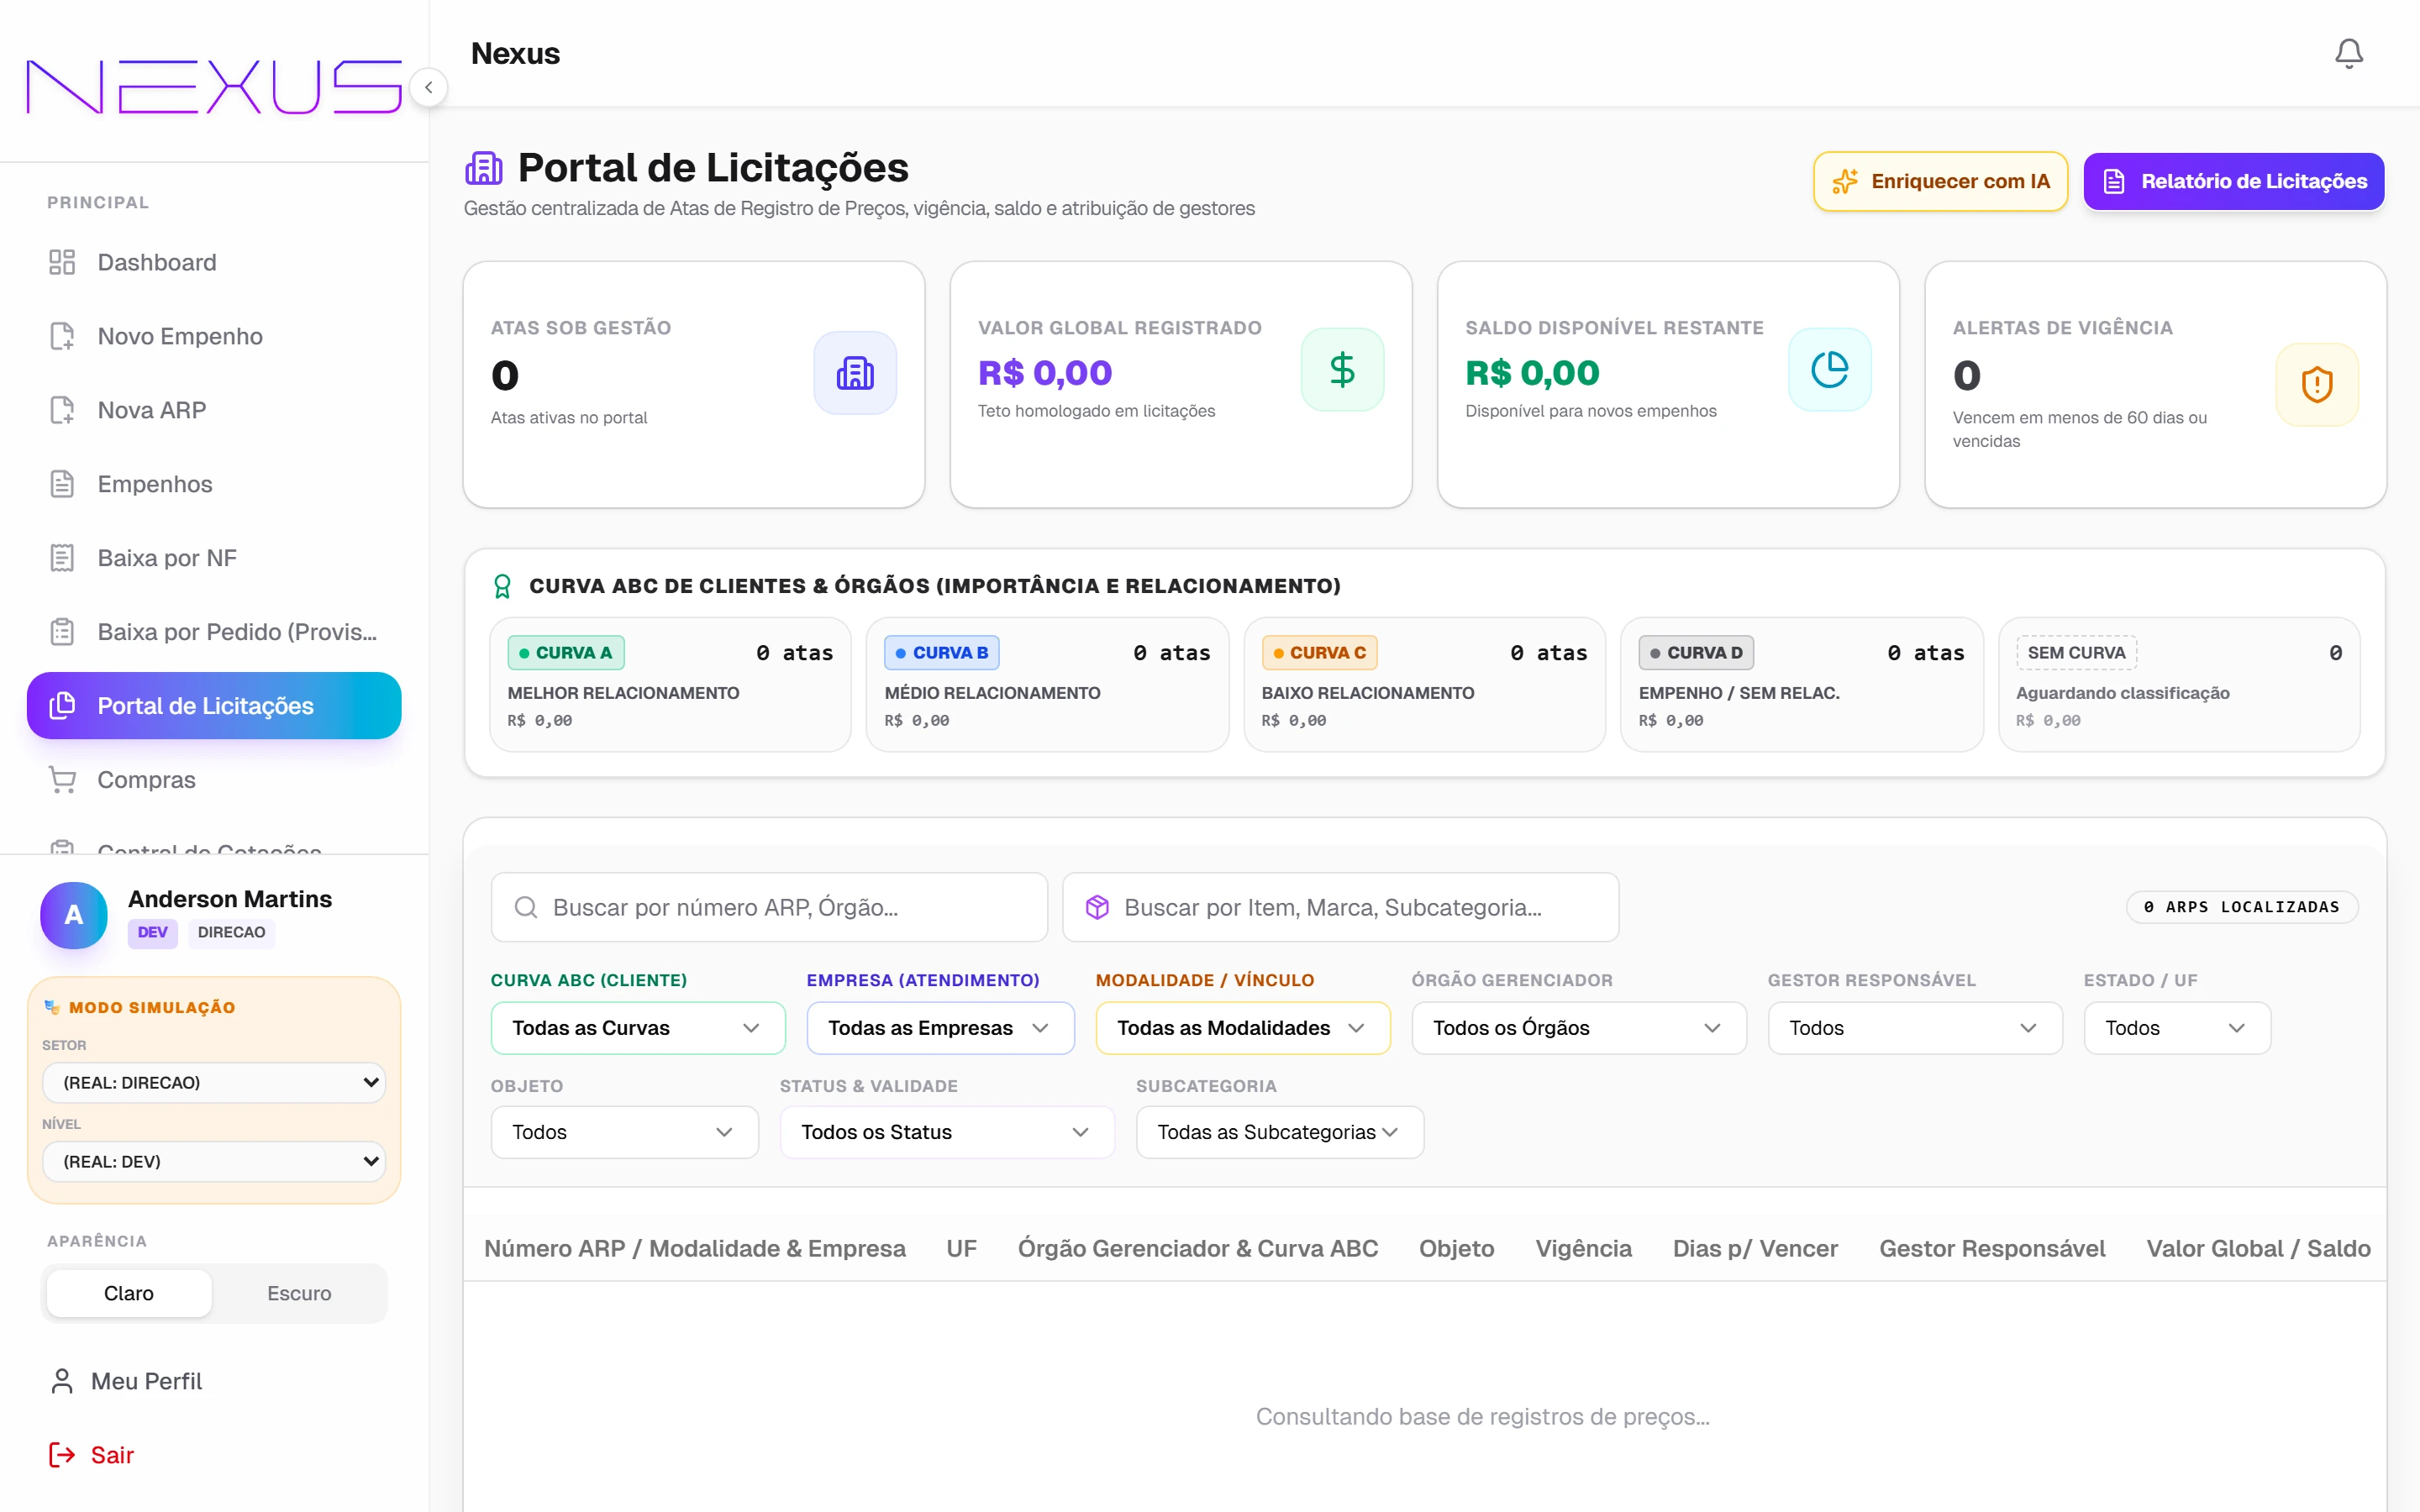 NEXUS
Nexus
PRINCIPAL
Dashboard
Novo Empenho
Nova ARP
Empenhos
Baixa por NF
Baixa por Pedido (Provis...
Portal de Licitações
Compras
Central de Cotações
A
Anderson Martins
DEV
DIRECAO
MODO SIMULAÇÃO
SETOR
(REAL: DIRECAO)
NÍVEL
(REAL: DEV)
APARÊNCIA
Claro
Escuro
Meu Perfil
Sair
Portal de Licitações
Gestão centralizada de Atas de Registro de Preços, vigência, saldo e atribuição de gestores
Enriquecer com IA
Relatório de Licitações
ATAS SOB GESTÃO
0
Atas ativas no portal
VALOR GLOBAL REGISTRADO
R$ 0,00
Teto homologado em licitações
SALDO DISPONÍVEL RESTANTE
R$ 0,00
Disponível para novos empenhos
ALERTAS DE VIGÊNCIA
0
Vencem em menos de 60 dias ou
vencidas
CURVA ABC DE CLIENTES & ÓRGÃOS (IMPORTÂNCIA E RELACIONAMENTO)
CURVA A
0 atas
MELHOR RELACIONAMENTO
R$ 0,00
CURVA B
0 atas
MÉDIO RELACIONAMENTO
R$ 0,00
CURVA C
0 atas
BAIXO RELACIONAMENTO
R$ 0,00
CURVA D
0 atas
EMPENHO / SEM RELAC.
R$ 0,00
SEM CURVA
0
Aguardando classificação
R$ 0,00
Buscar por número ARP, Órgão...
Buscar por Item, Marca, Subcategoria...
0 ARPS LOCALIZADAS
CURVA ABC (CLIENTE)
Todas as Curvas
EMPRESA (ATENDIMENTO)
Todas as Empresas
MODALIDADE / VÍNCULO
Todas as Modalidades
ÓRGÃO GERENCIADOR
Todos os Órgãos
GESTOR RESPONSÁVEL
Todos
ESTADO / UF
Todos
OBJETO
Todos
STATUS & VALIDADE
Todos os Status
SUBCATEGORIA
Todas as Subcategorias
Número ARP / Modalidade & Empresa
UF
Órgão Gerenciador & Curva ABC
Objeto
Vigência
Dias p/ Vencer
Gestor Responsável
Valor Global / Saldo
Consultando base de registros de preços...